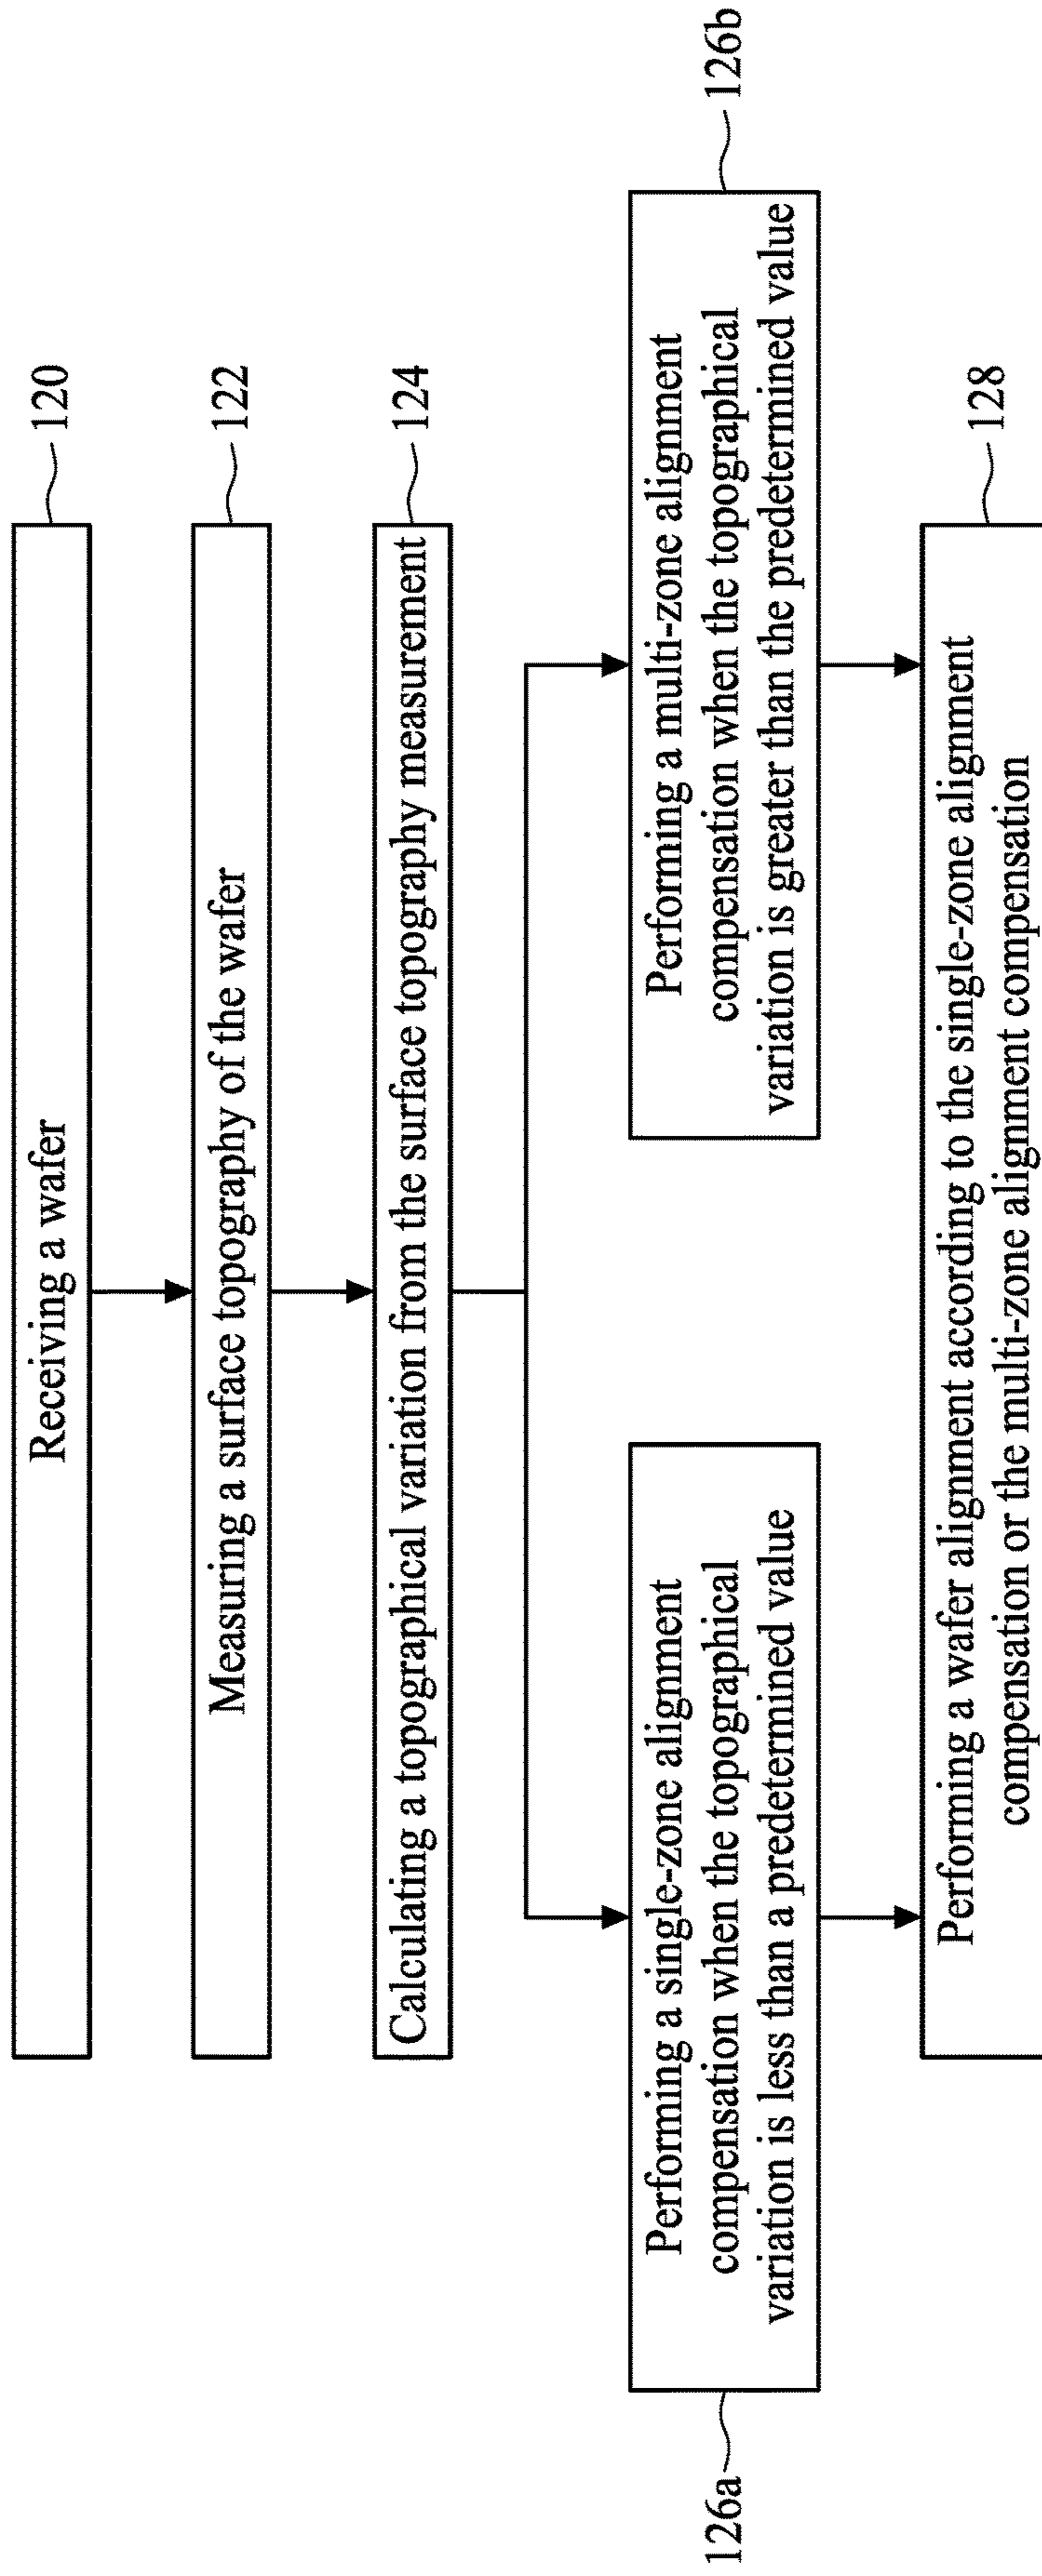 Receiving a wafer
120
Measuring a surface topography of the wafer
122
Calculating a topographical variation from the surface topography measurement
124
126a
Performing a single-zone alignment
compensation when the topographical
variation is less than a predetermined value
Performing a multi-zone alignment
compensation when the topographical
variation is greater than the predetermined value
126b
Performing a wafer alignment according to the single-zone alignment
compensation or the multi-zone alignment compensation
128